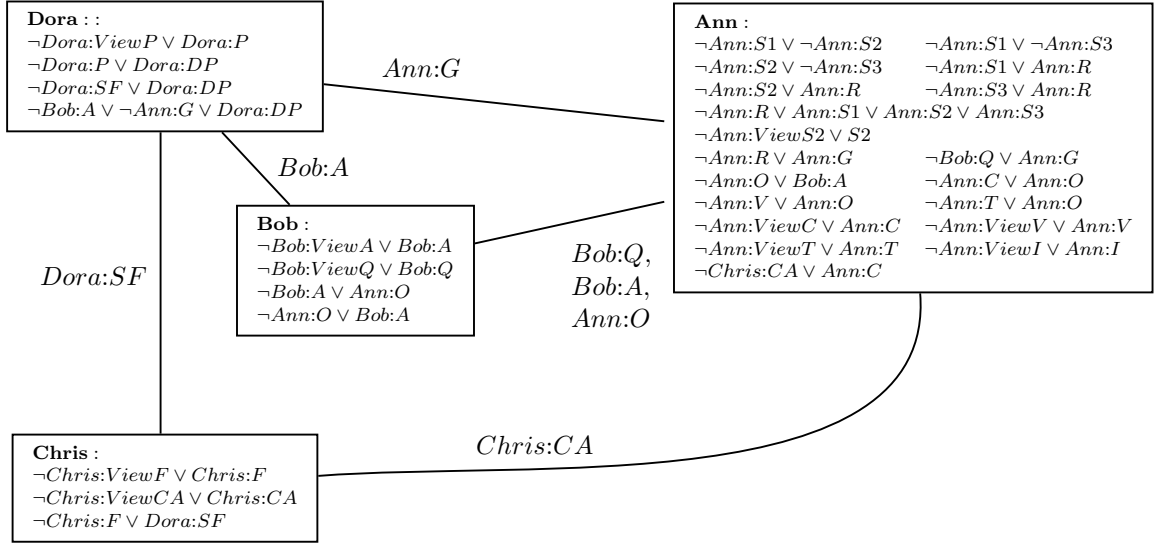 Dora : :
¬Dora:ViewP ∨ Dora:P
¬Dora:P ∨ Dora:DP
¬Dora:SF ∨ Dora:DP
¬Bob:A ∨ ¬Ann:G ∨ Dora:DP
Ann:G
Ann :
¬Ann:S1 ∨ ¬Ann:S2 ¬Ann:S1 ∨ ¬Ann:S3
¬Ann:S2 ∨ ¬Ann:S3 ¬Ann:S1 ∨ Ann:R
¬Ann:S2 ∨ Ann:R ¬Ann:S3 ∨ Ann:R
¬Ann:R ∨ Ann:S1 ∨ Ann:S2 ∨ Ann:S3
¬Ann:ViewS2 ∨ S2
¬Ann:R ∨ Ann:G ¬Bob:Q ∨ Ann:G
¬Ann:O ∨ Bob:A ¬Ann:C ∨ Ann:O
¬Ann:V ∨ Ann:O ¬Ann:T ∨ Ann:O
¬Ann:ViewC ∨ Ann:C ¬Ann:ViewV ∨ Ann:V
¬Ann:ViewT ∨ Ann:T ¬Ann:ViewI ∨ Ann:I
¬Chris:CA ∨ Ann:C
Bob:A
Bob :
¬Bob:ViewA ∨ Bob:A
¬Bob:ViewQ ∨ Bob:Q
¬Bob:A ∨ Ann:O
¬Ann:O ∨ Bob:A
Bob:Q,
Bob:A,
Ann:O
Dora:SF
Chris :
¬Chris:ViewF ∨ Chris:F
¬Chris:ViewCA ∨ Chris:CA
¬Chris:F ∨ Dora:SF
Chris:CA